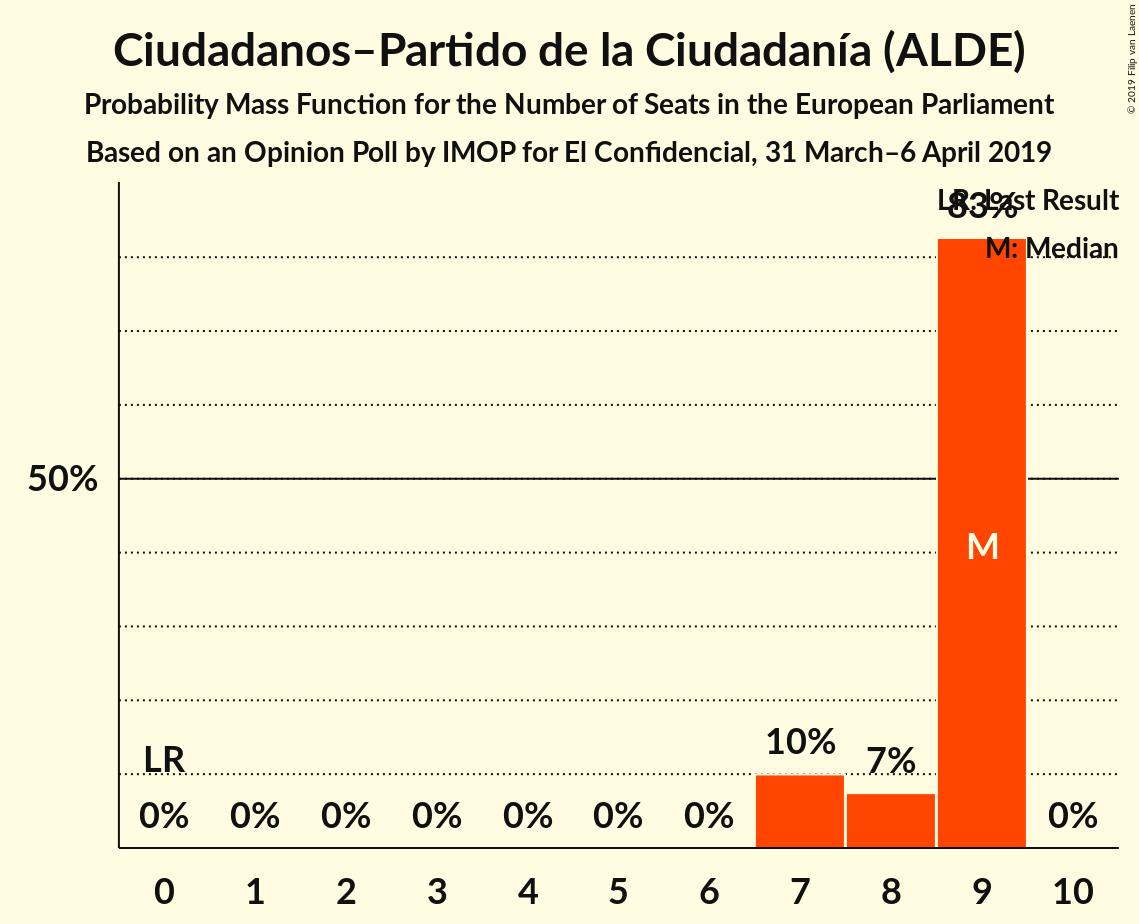 Ciudadanos–Partido de la Ciudadanía (ALDE)
Probability Mass Function for the Number of Seats in the European Parliament
Based on an Opinion Poll by IMOP for El Confidencial, 31 March–6 April 2019
© 2019 Filip van Laenen
LR: Last Result
83%
M: Median
50%
M
10%
LR
7%
0% 0% 0% 0% 0% 0% 0% 0%
0 1 2 3 4 5 6 7 8 9 10